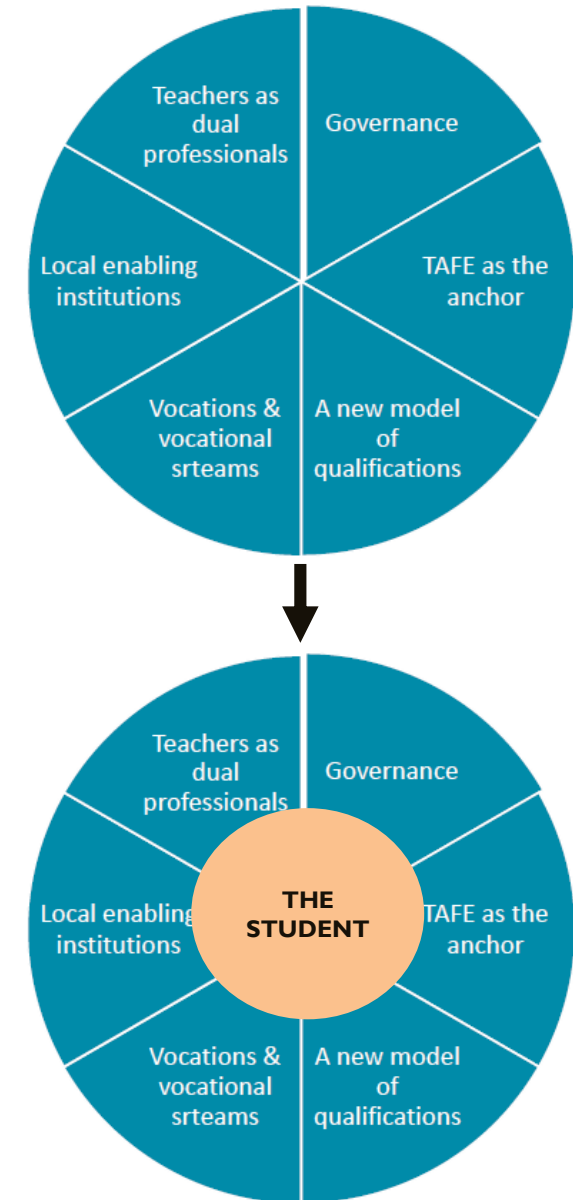 Teachers as
dual
professionals
Governance
Local enabling
institutions
TAFE as the
anchor
Vocations &
vocational
srteams
A new model
of
qualifications
Teachers as
dual
professionals
Governance
Local enabling
institutions
THE
STUDENT
TAFE as the
anchor
Vocations &
vocational
srteams
A new model
of
qualifications